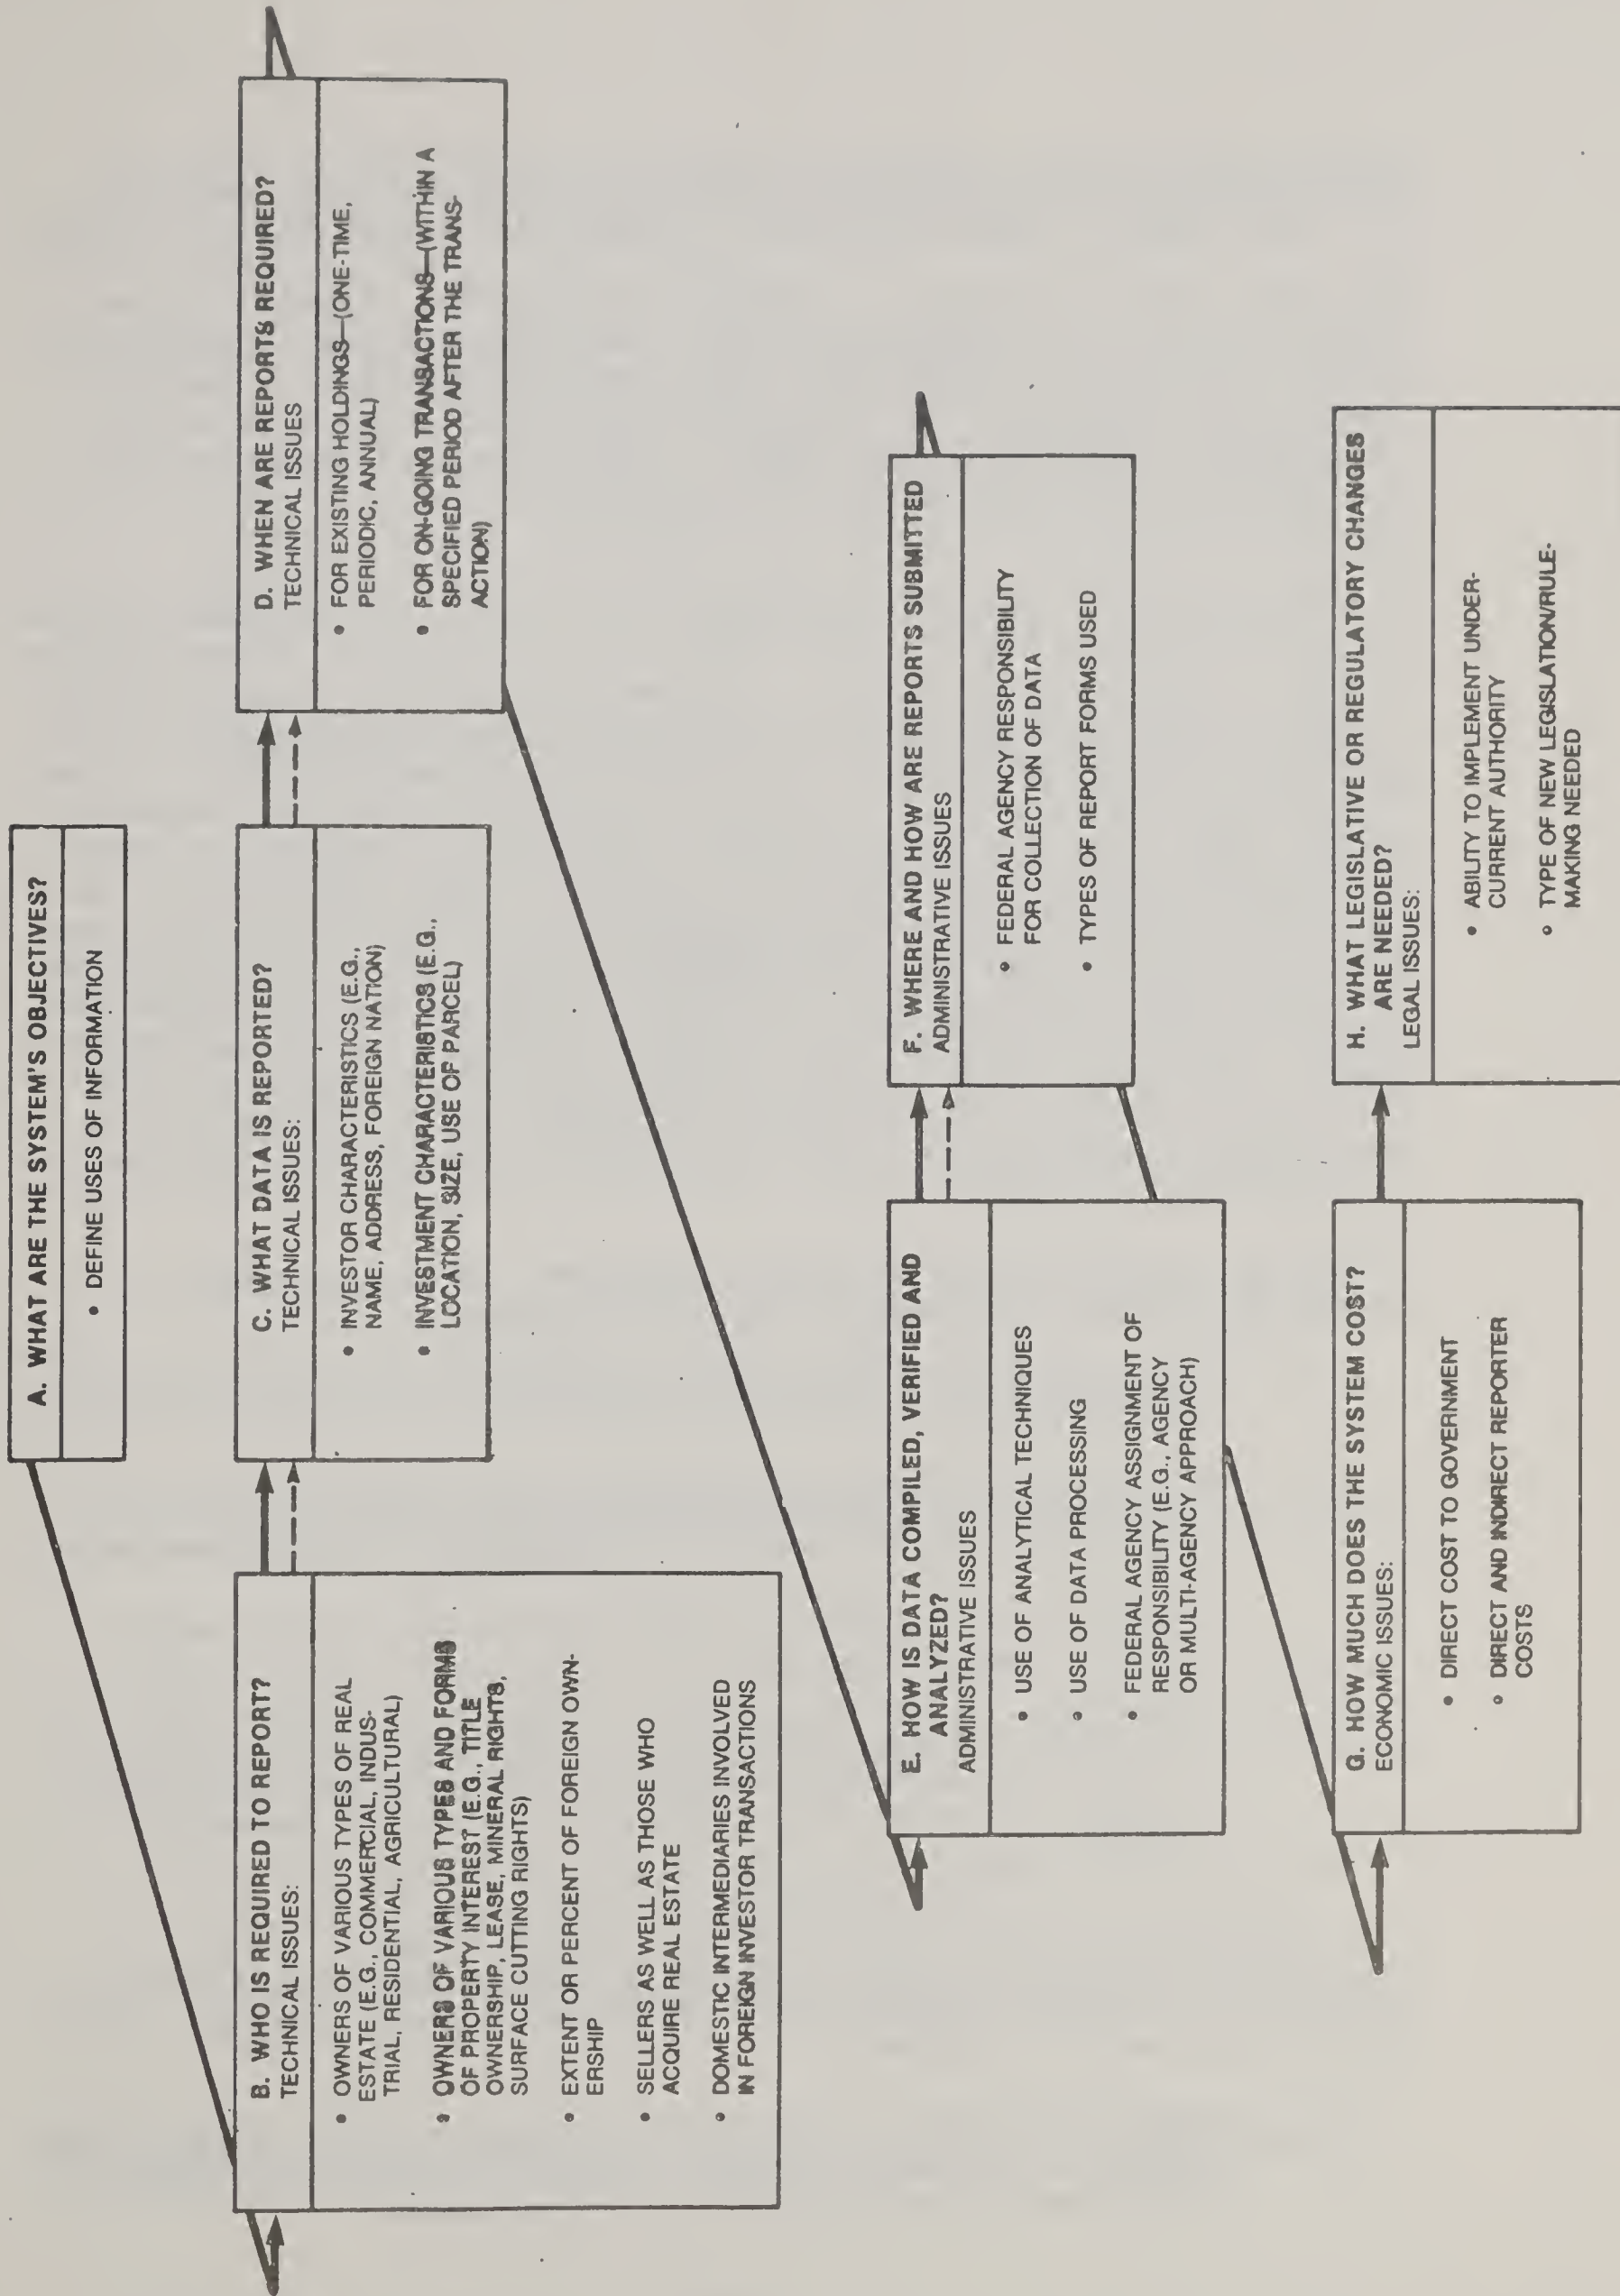 A. WHAT ARE THE SYSTEM'S OBJECTIVES?
• DEFINE USES OF INFORMATION
B. WHO IS REQUIRED TO REPORT?
TECHNICAL ISSUES:
• OWNERS OF VARIOUS TYPES OF REAL
ESTATE (E.G., COMMERCIAL, INDUS-
TRIAL, RESIDENTIAL, AGRICULTURAL)
• OWNERS OF VARIOUS TYPES AND FORMS
OF PROPERTY INTEREST (E.G., TITLE
OWNERSHIP, LEASE, MINERAL RIGHTS,
SURFACE CUTTING RIGHTS)
• EXTENT OR PERCENT OF FOREIGN OWN-
ERSHIP
• SELLERS AS WELL AS THOSE WHO
ACQUIRE REAL ESTATE
• DOMESTIC INTERMEDIARIES INVOLVED
IN FOREIGN INVESTOR TRANSACTIONS
C. WHAT DATA IS REPORTED?
TECHNICAL ISSUES:
• INVESTOR CHARACTERISTICS (E.G.,
NAME, ADDRESS, FOREIGN NATION)
• INVESTMENT CHARACTERISTICS (E.G.,
LOCATION, SIZE, USE OF PARCEL)
D. WHEN ARE REPORTS REQUIRED?
TECHNICAL ISSUES
• FOR EXISTING HOLDINGS—(ONE-TIME,
PERIODIC, ANNUAL)
• FOR ON-GOING TRANSACTIONS—(WITHIN A
SPECIFIED PERIOD AFTER THE TRANS-
ACTION)
E. HOW IS DATA COMPILED, VERIFIED AND
ANALYZED?
ADMINISTRATIVE ISSUES
• USE OF ANALYTICAL TECHNIQUES
• USE OF DATA PROCESSING
• FEDERAL AGENCY ASSIGNMENT OF
RESPONSIBILITY (E.G., AGENCY
OR MULTI-AGENCY APPROACH)
F. WHERE AND HOW ARE REPORTS SUBMITTED
ADMINISTRATIVE ISSUES
• FEDERAL AGENCY RESPONSIBILITY
FOR COLLECTION OF DATA
• TYPES OF REPORT FORMS USED
G. HOW MUCH DOES THE SYSTEM COST?
ECONOMIC ISSUES:
• DIRECT COST TO GOVERNMENT
• DIRECT AND INDIRECT REPORTER
COSTS
H. WHAT LEGISLATIVE OR REGULATORY CHANGES
ARE NEEDED?
LEGAL ISSUES:
• ABILITY TO IMPLEMENT UNDER-
CURRENT AUTHORITY
• TYPE OF NEW LEGISLATION/RULE-
MAKING NEEDED